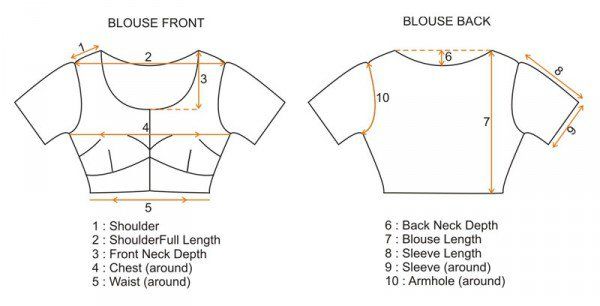 BLOUSE FRONT
BLOUSE BACK
1
2
3
4
5
6
7
8
9
10
1 : Shoulder
2 : ShoulderFull Length
3 : Front Neck Depth
4 : Chest (around)
5 : Waist (around)
6 : Back Neck Depth
7 : Blouse Length
8 : Sleeve Length
9 : Sleeve (around)
10 : Armhole (around)